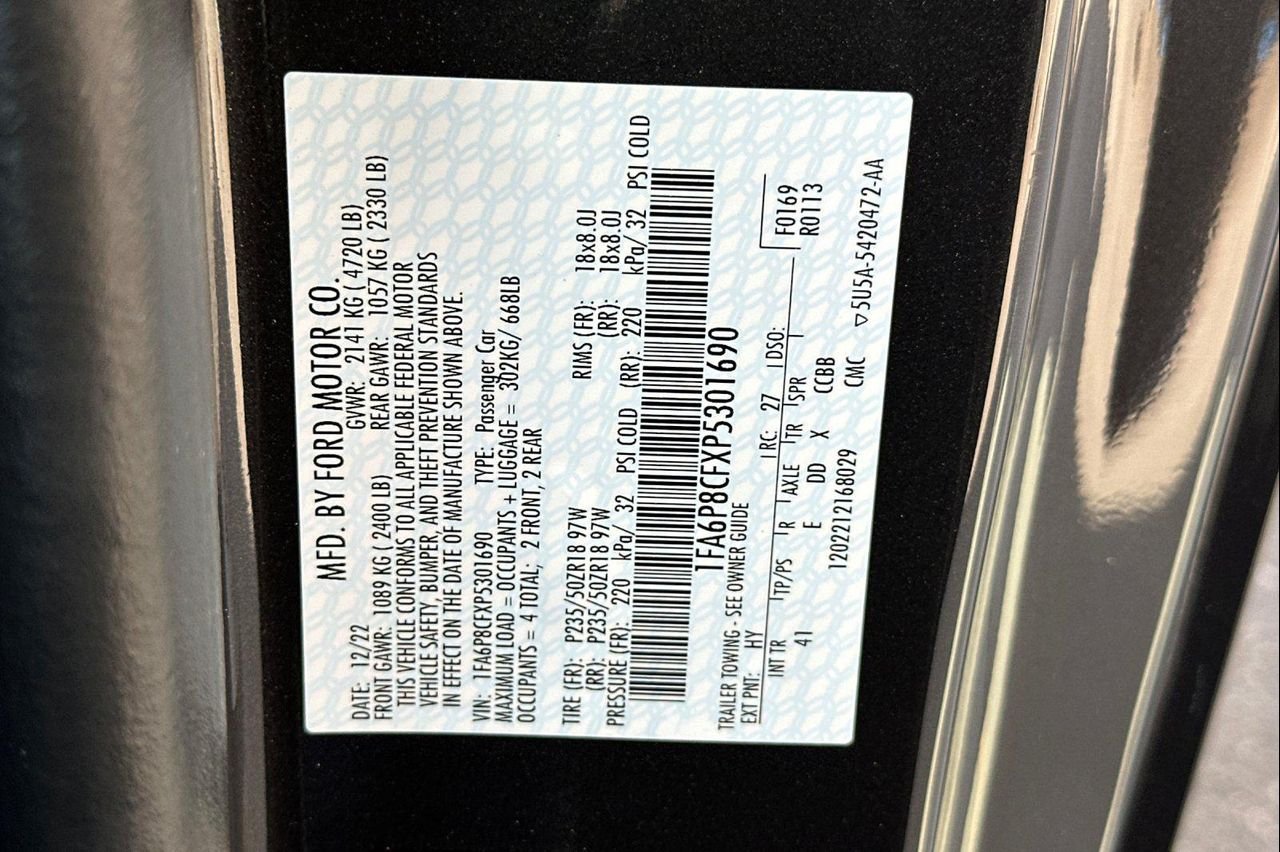 MFD. BY FORD MOTOR CO.
DATE: 12/22 GVWR: 2141 KG ( 4720 LB)
FRONT GAWR: 1089 KG ( 2400 LB) REAR GAWR: 1057 KG ( 2330 LB)
THIS VEHICLE CONFORMS TO ALL APPLICABLE FEDERAL MOTOR
VEHICLE SAFETY, BUMPER, AND THEFT PREVENTION STANDARDS
IN EFFECT ON THE DATE OF MANUFACTURE SHOWN ABOVE.
VIN: 1FA6P8CFXP5301690 TYPE: Passenger Car
MAXIMUM LOAD = OCCUPANTS + LUGGAGE = 302KG/ 668LB
OCCUPANTS = 4 TOTAL; 2 FRONT, 2 REAR
TIRE (FR): P235/50ZR18 97W RIMS (FR): 18x8.0J
(RR): P235/50ZR18 97W (RR): 18x8.0J
PRESSURE (FR): 220 kPa/ 32 PSI COLD (RR): 220 kPa/ 32 PSI COLD
1FA6P8CFXP5301690
TRAILER TOWING - SEE OWNER GUIDE
EXT PNT: HY RC: 27 DSO: F0169
INT TR TP/PS R AXLE TR SPR R0113
41 E DD X CCBB
120221216B029 CMC ▽5U5A-5420472-AA